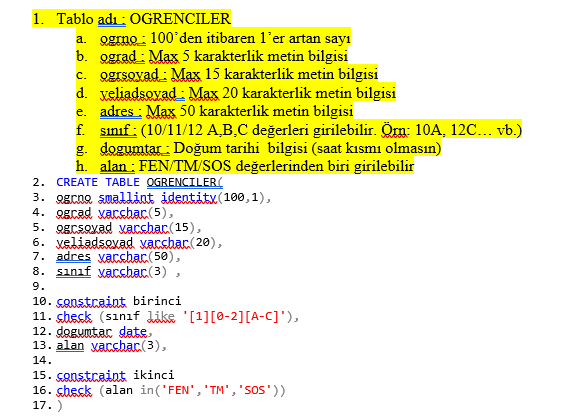 1. Tablo adı : OGRENCILER
a. ogrno : 100'den itibaren 1'er artan sayı
b. ograd : Max 5 karakterlik metin bilgisi
c. ogrsoyad : Max 15 karakterlik metin bilgisi
d. veliadsoyad : Max 20 karakterlik metin bilgisi
e. adres : Max 50 karakterlik metin bilgisi
f. sınıf : (10/11/12 A,B,C değerleri girilebilir. Örn: 10A, 12C… vb.)
g. dogumtar : Doğum tarihi bilgisi (saat kısmı olmasın)
h. alan : FEN/TM/SOS değerlerinden biri girilebilir
2. CREATE TABLE OGRENCILER(
3. ogrno smallint identity(100,1),
4. ograd varchar(5),
5. ogrsoyad varchar(15),
6. veliadsoyad varchar(20),
7. adres varchar(50),
8. sınıf varchar(3) ,
9.
10. constraint birinci
11. check (sınıf like '[1][0-2][A-C]'),
12. dogumtar date,
13. alan varchar(3),
14.
15. constraint ikinci
16. check (alan in('FEN','TM','SOS'))
17. )